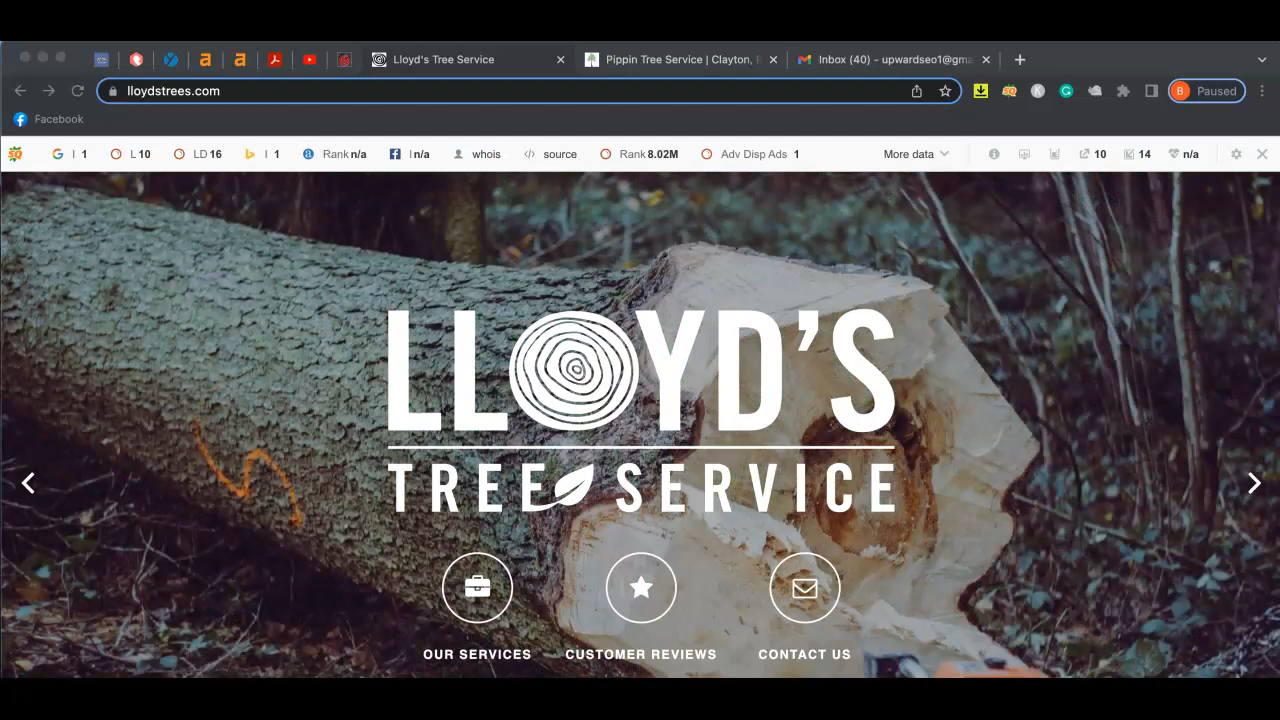 Lloyd's Tree Service
Pippin Tree Service | Clayton,
Inbox (40) - upwardseo1@gma
lloydstrees.com
B Paused
Facebook
SQ G I 1 L 10 LD 16 b I 1 a Rank n/a I n/a whois source Rank 8.02M Adv Disp Ads 1 More data 10 14 n/a
LLOYD'S
TREE SERVICE
OUR SERVICES CUSTOMER REVIEWS CONTACT US